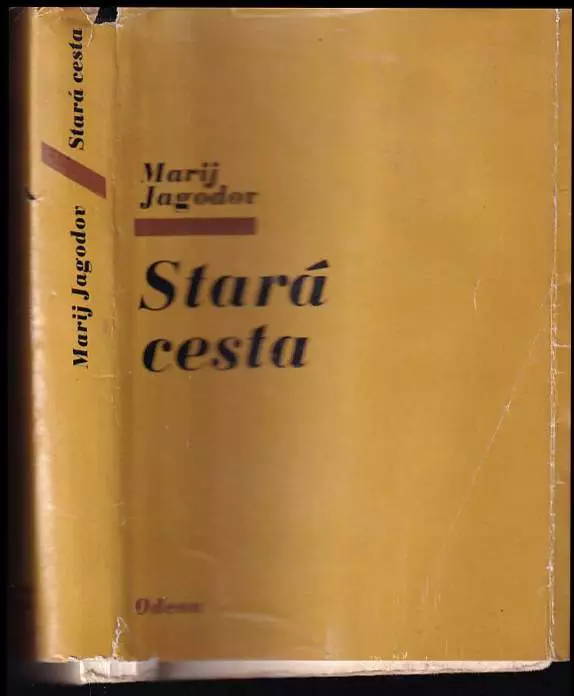 Marij Jagodov / Stará cesta
Marij
Jagodov
Stará
cesta
Odeon